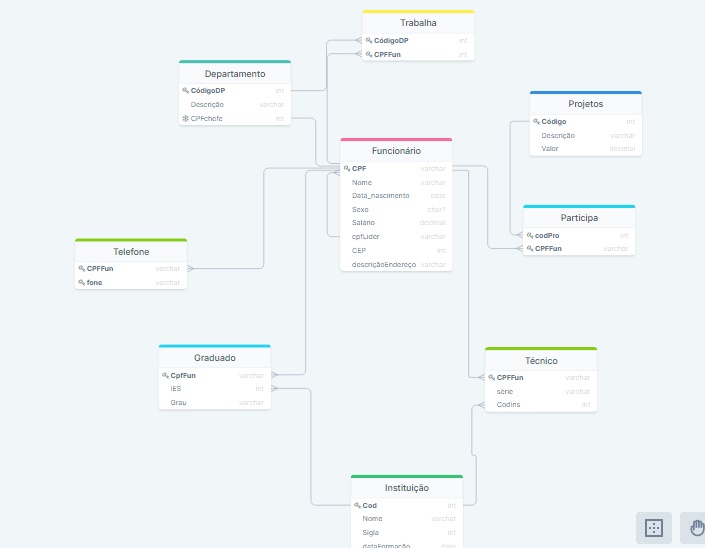 Trabalha
CódigoDP int
CPFFun int
Departamento
CódigoDP int
Descrição varchar
CPFchefe int
Projetos
Código int
Descrição varchar
Valor decimal
Funcionário
CPF varchar
Nome varchar
Data_nascimento date
Sexo char?
Salário decimal
cpfLider varchar
CEP int
descriçãoEndereço varchar
Participa
codPro int
CPFFun varchar
Telefone
CPFFun varchar
fone varchar
Graduado
CpfFun varchar
IES int
Grau varchar
Técnico
CPFFun varchar
série varchar
CodIns int
Instituição
Cod int
Nome varchar
Sigla int
dataFormação date